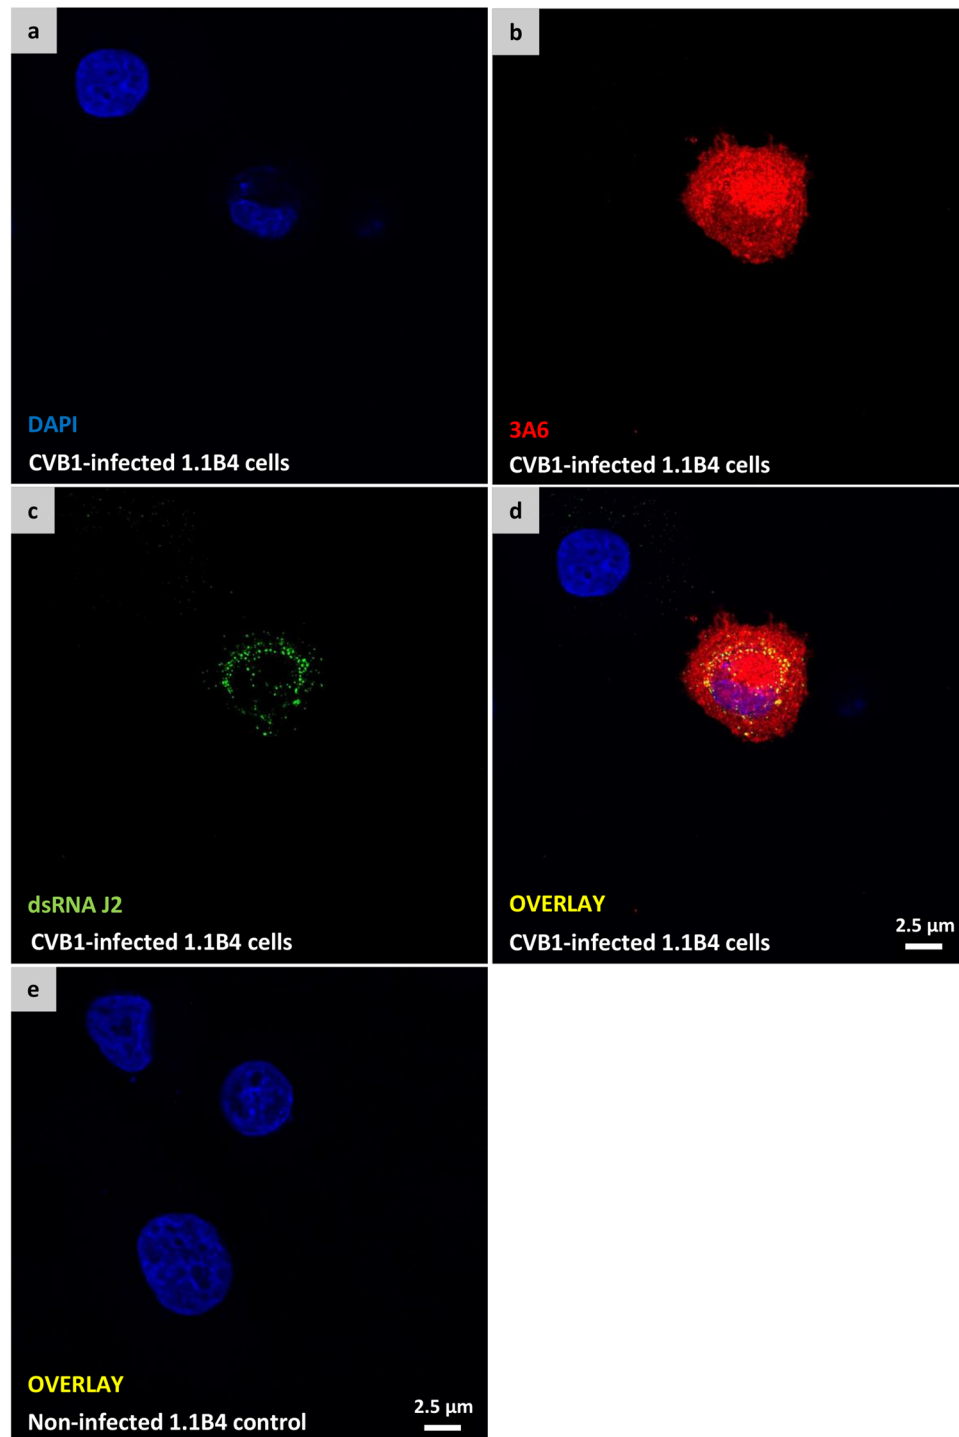 a
DAPI
CVB1-infected 1.1B4 cells
b
3A6
CVB1-infected 1.1B4 cells
c
dsRNA J2
CVB1-infected 1.1B4 cells
d
OVERLAY
CVB1-infected 1.1B4 cells
2.5 µm
e
OVERLAY
Non-infected 1.1B4 control
2.5 µm